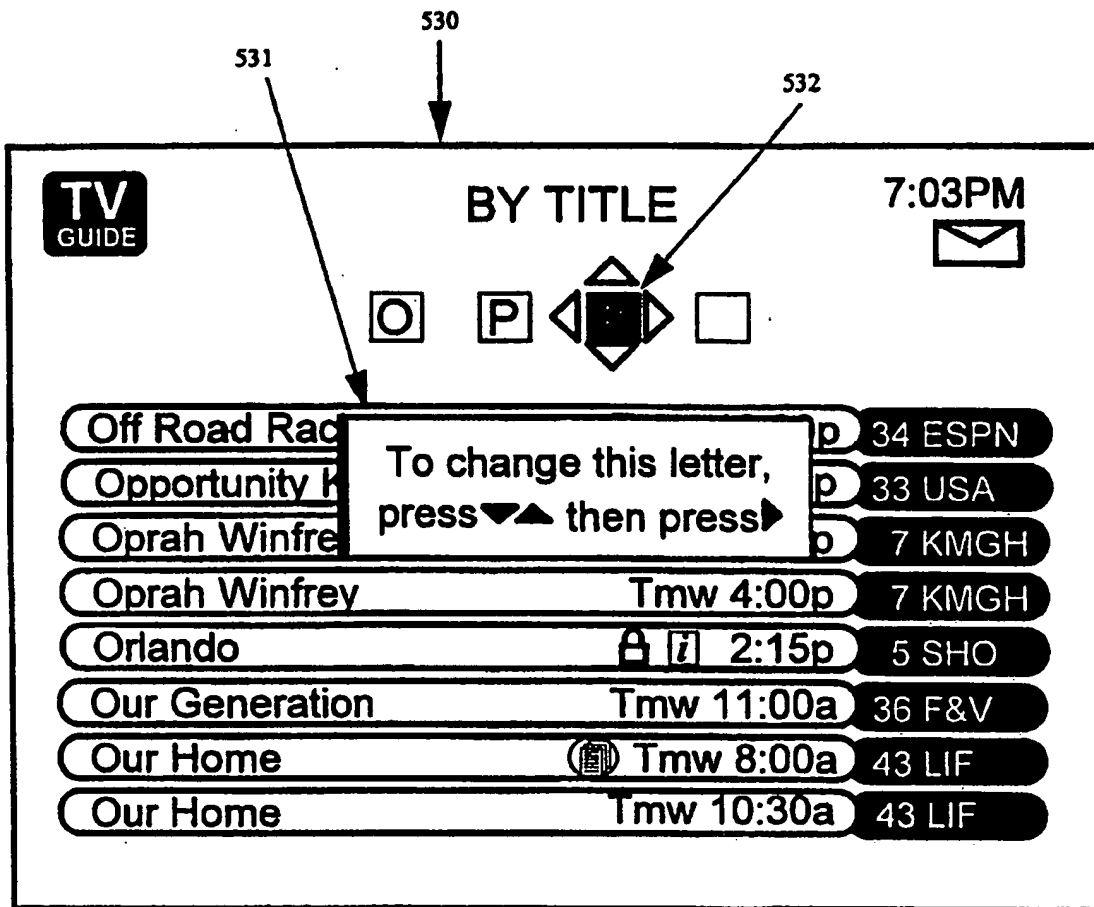 530
531
532
TV
GUIDE
BY TITLE
7:03PM
O P
Off Road Rac p 34 ESPN
Opportunity p 33 USA
Oprah Winfre p 7 KMGH
To change this letter,
press▼▲ then press▶
Oprah Winfrey Tmw 4:00p 7 KMGH
Orlando i 2:15p 5 SHO
Our Generation Tmw 11:00a 36 F&V
Our Home Tmw 8:00a 43 LIF
Our Home Tmw 10:30a 43 LIF